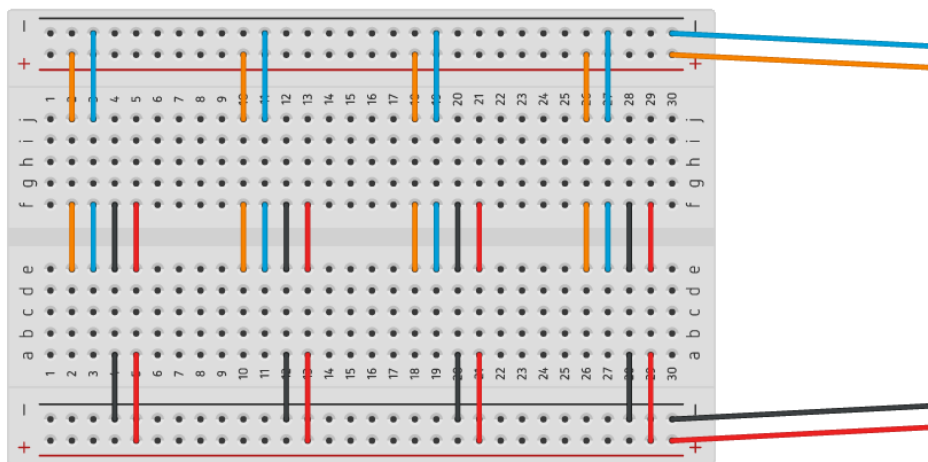 − −
+ +
1 2 3 4 5 6 7 8 9 10 11 12 13 14 15 16 17 18 19 20 21 22 23 24 25 26 27 28 29 30
j j
i i
h h
g g
f f
e e
d d
c c
b b
a a
1 2 3 4 5 6 7 8 9 10 11 12 13 14 15 16 17 18 19 20 21 22 23 24 25 26 27 28 29 30
− −
+ +